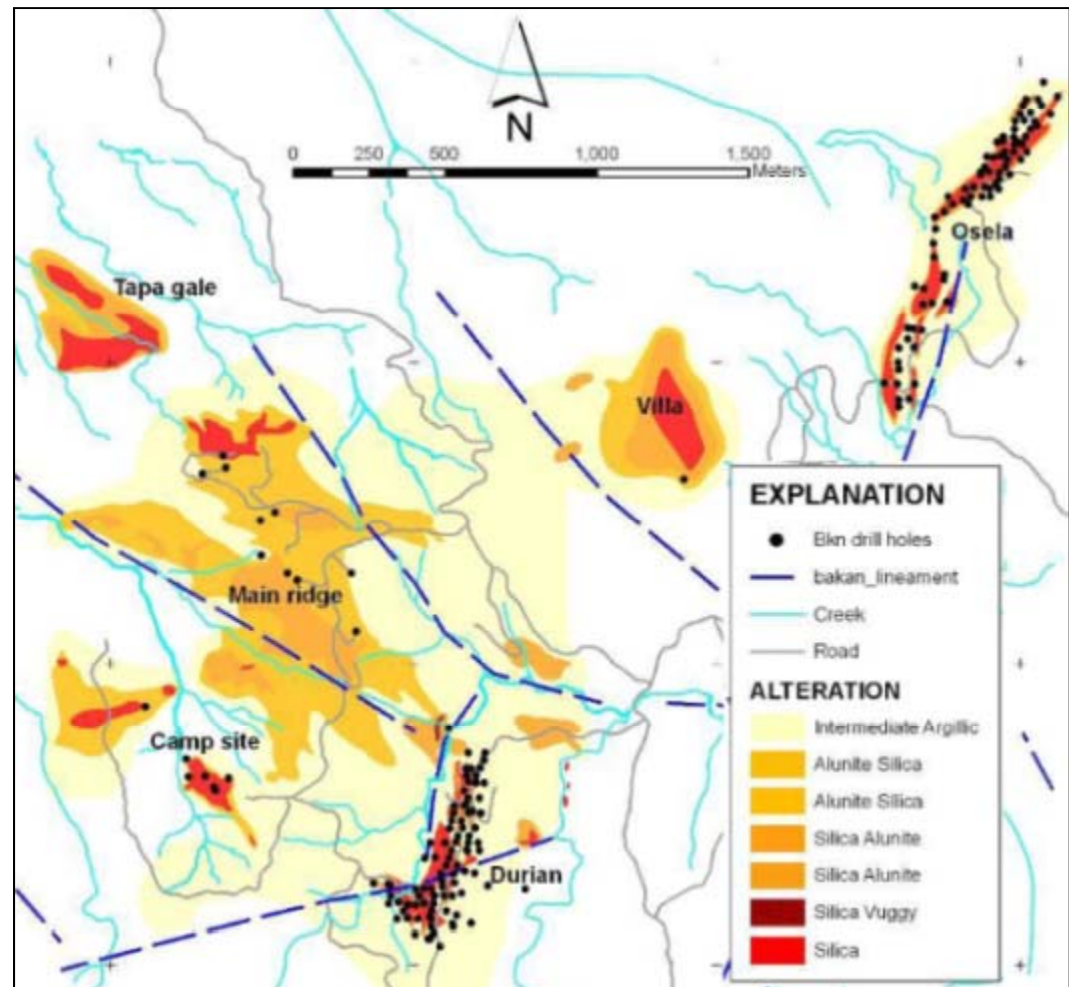 N
0 250 500 1,000 1,500
Meters
Osela
Tapa gale
Villa
Main ridge
Camp site
Durian
EXPLANATION
Bkn drill holes
bakan_lineament
Creek
Road
ALTERATION
Intermediate Argillic
Alunite Silica
Alunite Silica
Silica Alunite
Silica Alunite
Silica Vuggy
Silica